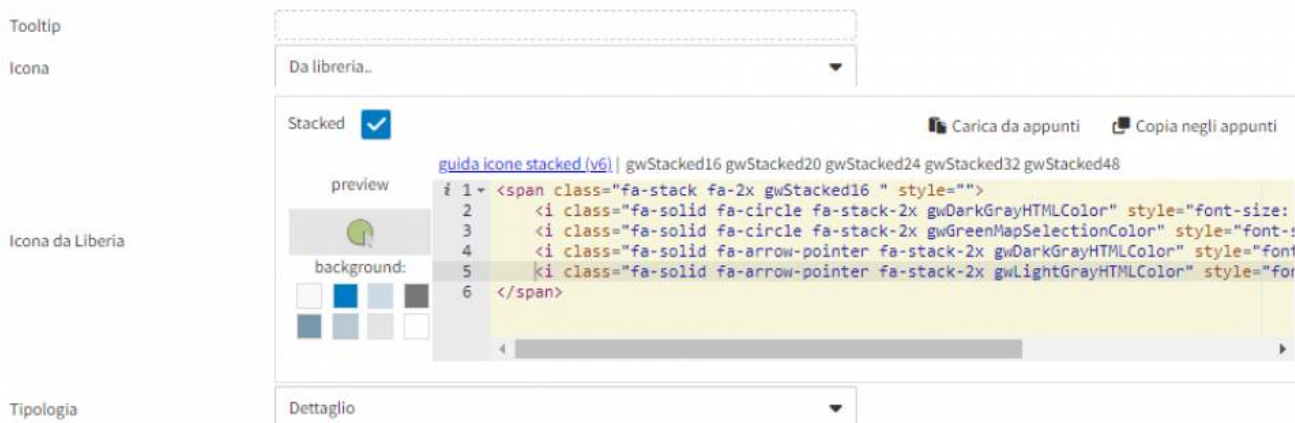 Tooltip
Icona Da libreria..
Stacked Carica da appunti Copia negli appunti
guida icone stacked (v6) | gwStacked16 gwStacked20 gwStacked24 gwStacked32 gwStacked48
preview
i 1 <span class="fa-stack fa-2x gwStacked16 " style="">
2 <i class="fa-solid fa-circle fa-stack-2x gwDarkGrayHTMLColor" style="font-size:
3 <i class="fa-solid fa-circle fa-stack-2x gwGreenMapSelectionColor" style="font-s
Icona da Liberia
4 <i class="fa-solid fa-arrow-pointer fa-stack-2x gwDarkGrayHTMLColor" style="font
background:
5 <i class="fa-solid fa-arrow-pointer fa-stack-2x gwLightGrayHTMLColor" style="fon
6 </span>
Tipologia Dettaglio